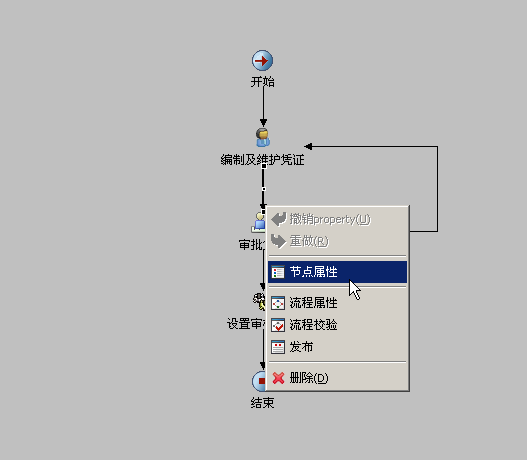 开始
编制及维护凭证
审批
设置审
结束
撤销property(U)
重做(R)
节点属性
流程属性
流程校验
发布
删除(D)